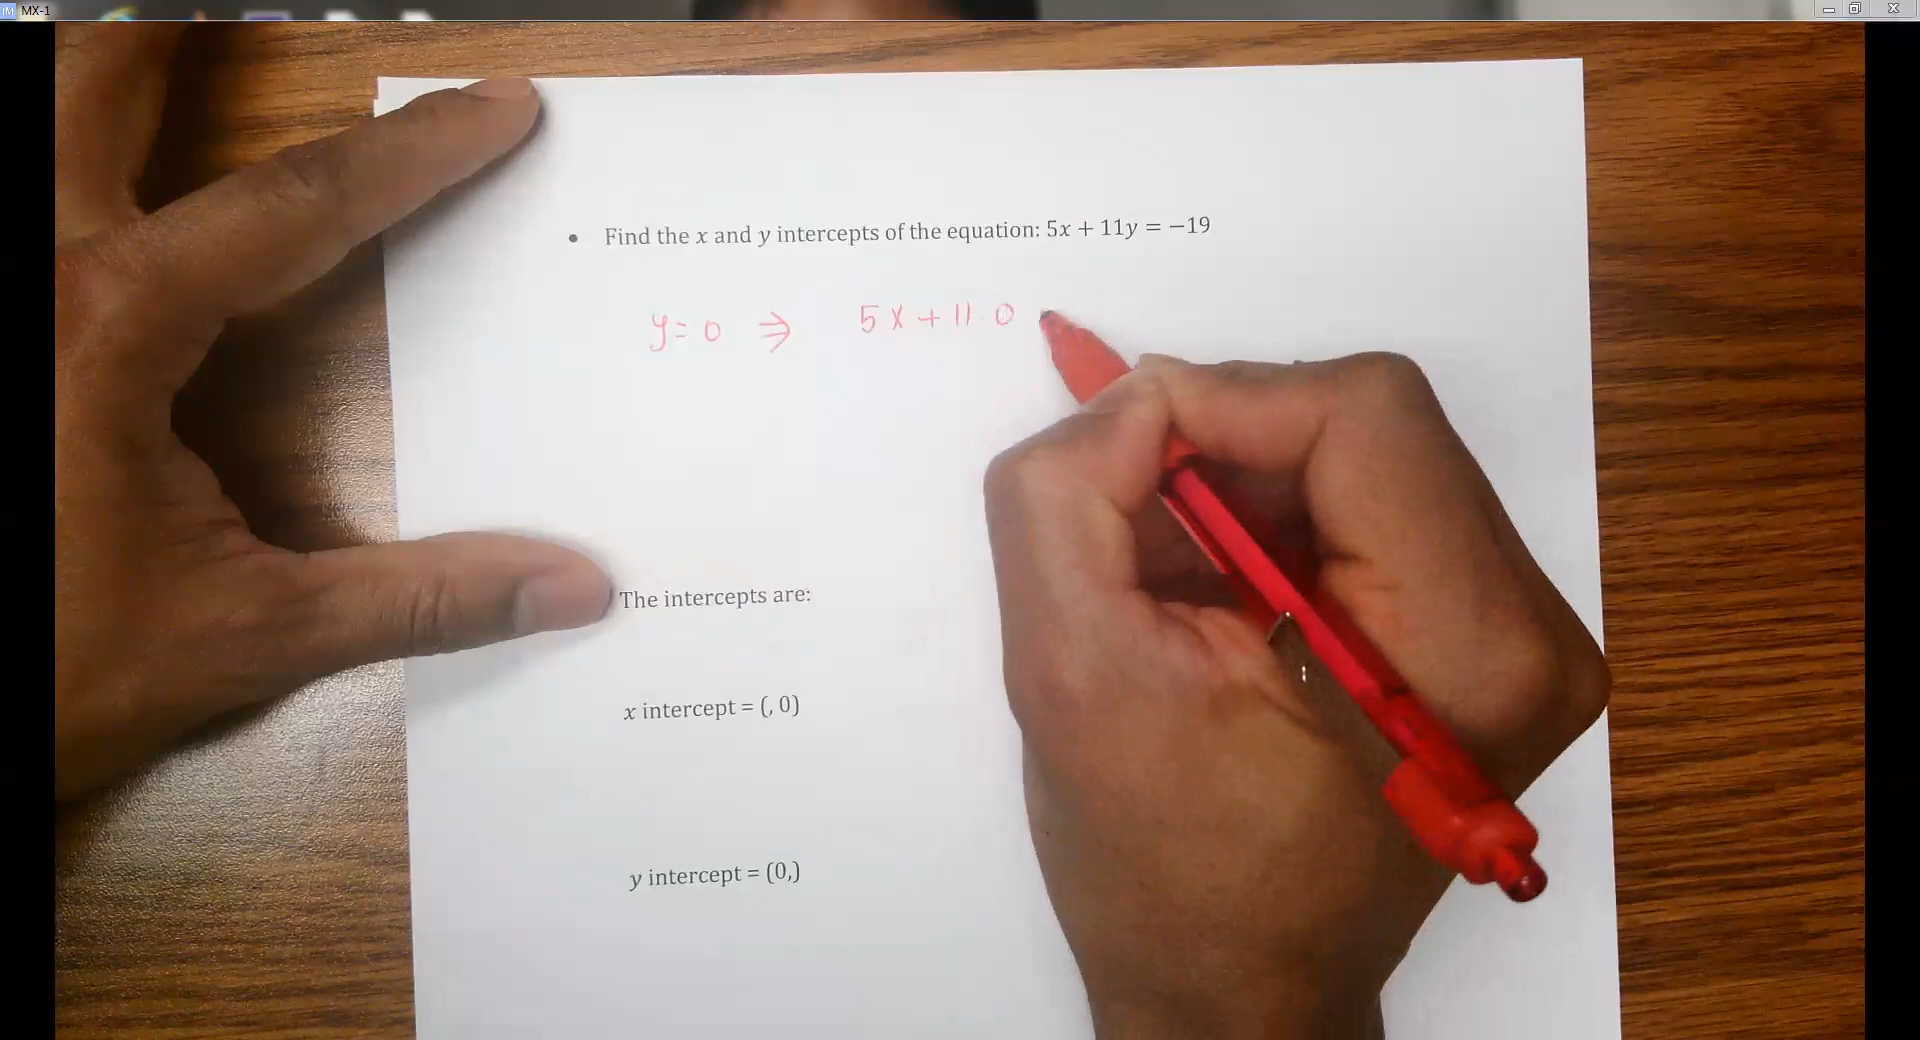 MX-1
• Find the x and y intercepts of the equation: 5x + 11y = −19
y = 0 ⇒ 5x + 11 · 0
The intercepts are:
x intercept = (, 0)
y intercept = (0,)